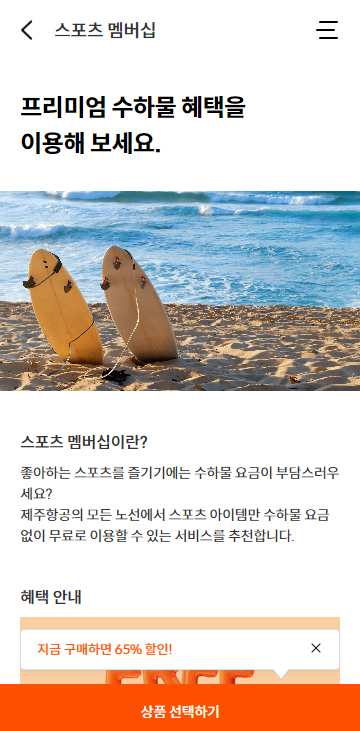 스포츠 멤버십
프리미엄 수하물 혜택을
이용해 보세요.
스포츠 멤버십이란?
좋아하는 스포츠를 즐기기에는 수하물 요금이 부담스러우
세요?
제주항공의 모든 노선에서 스포츠 아이템만 수하물 요금
없이 무료로 이용할 수 있는 서비스를 추천합니다.
혜택 안내
지금 구매하면 65% 할인!
FREE
상품 선택하기